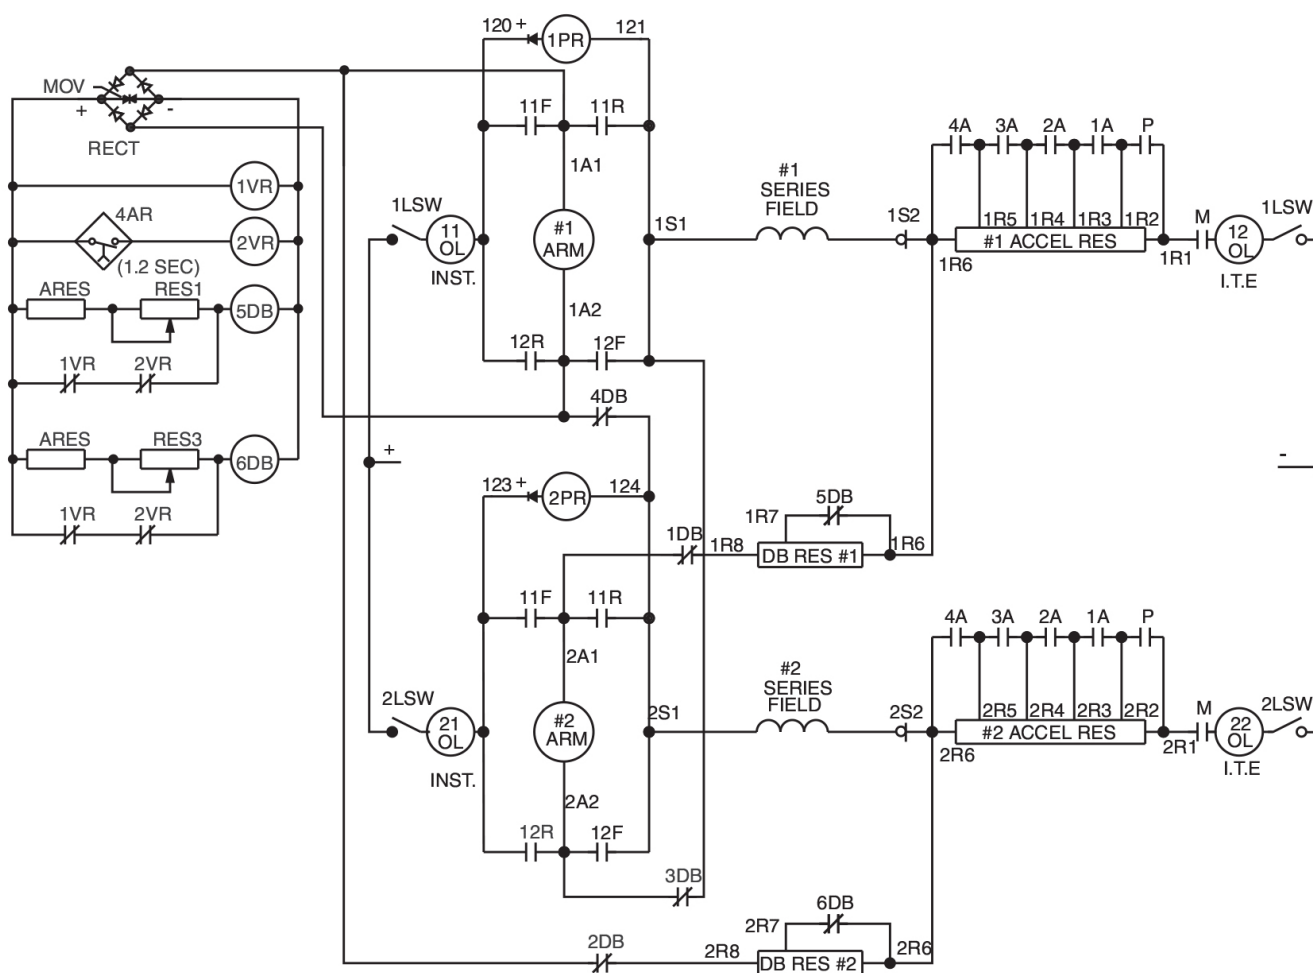 120 + 1PR 121
MOV
+ -
RECT
11F 11R
1A1
1VR
4AR
2VR
(1.2 SEC)
ARES RES1
5DB
1VR 2VR
ARES RES3
6DB
1VR 2VR
1LSW
11
OL
INST.
#1
ARM
1A2
12R 12F
4DB
1S1
#1
SERIES
FIELD
1S2
1R6
4A 3A 2A 1A P
1R5 1R4 1R3 1R2
#1 ACCEL RES
1R1
M
12
OL
I.T.E
1LSW
+
-
123 + 2PR 124
1DB
1R8
1R7
5DB
DB RES #1
1R6
11F 11R
2A1
2LSW
21
OL
INST.
#2
ARM
2A2
12R 12F
3DB
2S1
#2
SERIES
FIELD
2S2
2R6
4A 3A 2A 1A P
2R5 2R4 2R3 2R2
#2 ACCEL RES
2R1
M
22
OL
I.T.E
2LSW
2DB
2R8
2R7
6DB
DB RES #2
2R6